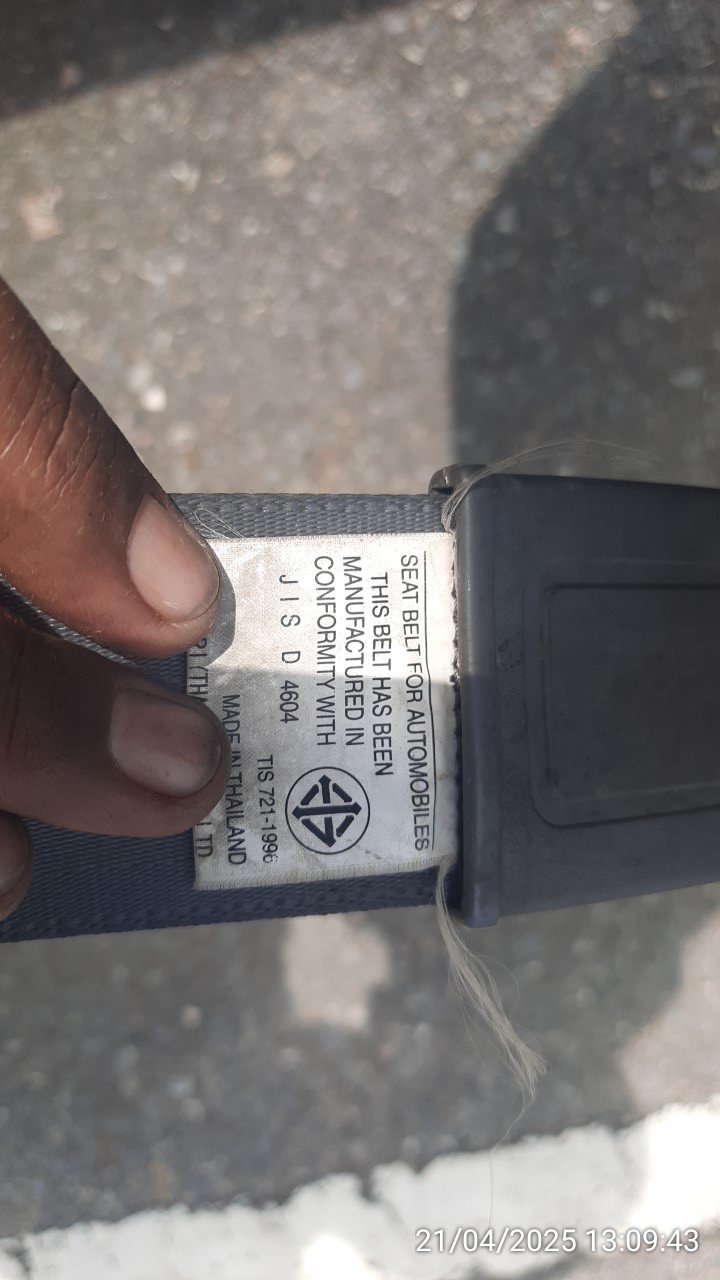 SEAT BELT FOR AUTOMOBILES
THIS BELT HAS BEEN
MANUFACTURED IN
CONFORMITY WITH
J I S D 4604
TIS 721-1996
MADE IN THAILAND
LTD
21/04/2025 13:09:43